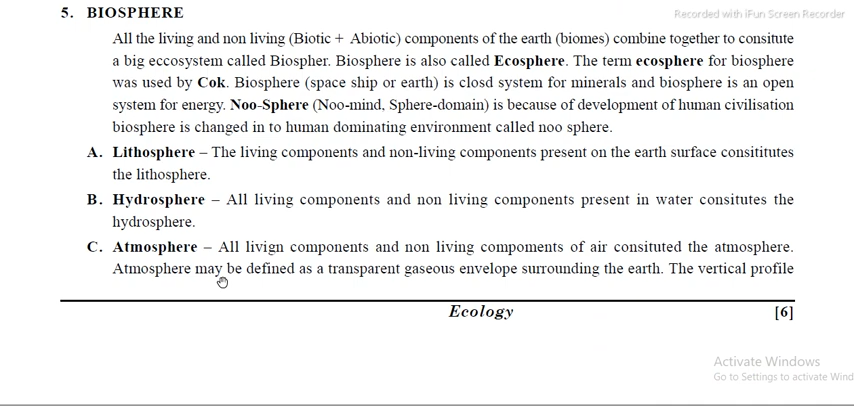 5. BIOSPHERE
Recorded with iFun Screen Recorder
All the living and non living (Biotic + Abiotic) components of the earth (biomes) combine together to consitute
a big eccosystem called Biospher. Biosphere is also called Ecosphere. The term ecosphere for biosphere
was used by Cok. Biosphere (space ship or earth) is closd system for minerals and biosphere is an open
system for energy. Noo-Sphere (Noo-mind, Sphere-domain) is because of development of human civilisation
biosphere is changed in to human dominating environment called noo sphere.
A. Lithosphere – The living components and non-living components present on the earth surface consititutes
the lithosphere.
B. Hydrosphere – All living components and non living components present in water consitutes the
hydrosphere.
C. Atmosphere – All livign components and non living compoments of air consituted the atmosphere.
Atmosphere may be defined as a transparent gaseous envelope surrounding the earth. The vertical profile
Ecology [6]
Activate Windows
Go to Settings to activate Wind